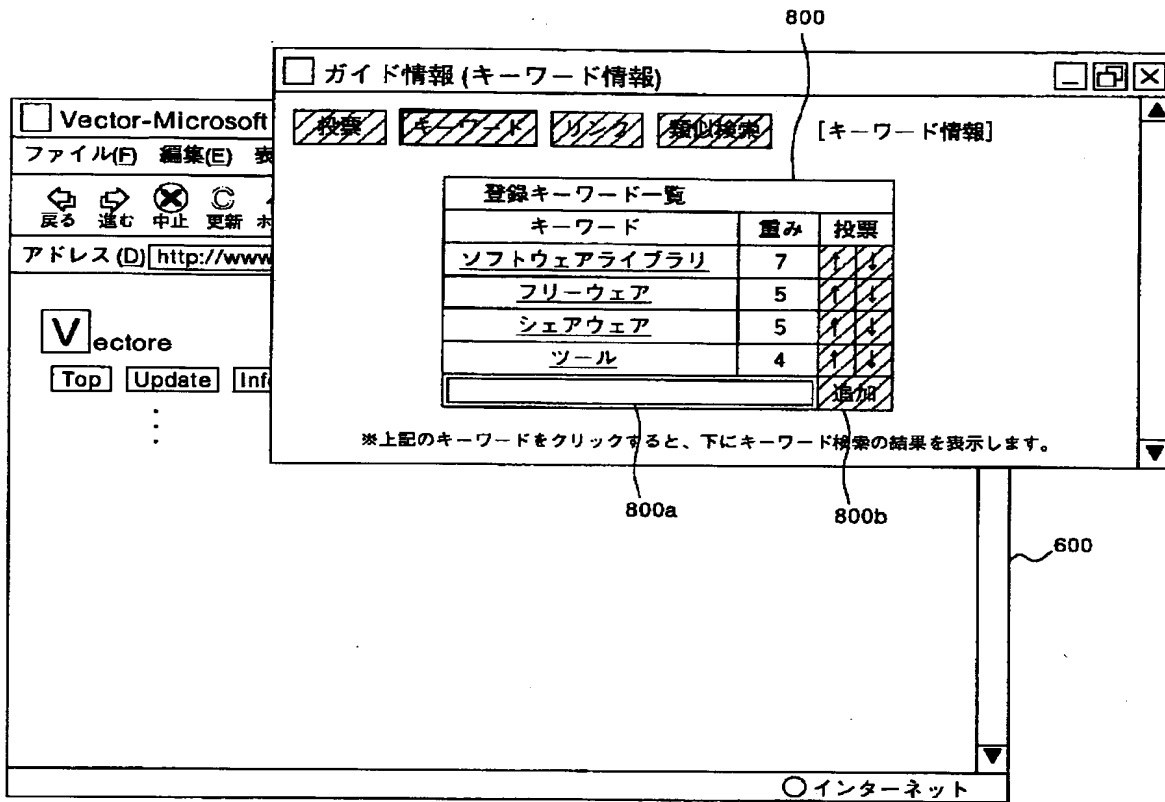 800
ガイド情報 (キーワード情報)
投票 キーワード リンク 類似検索 [キーワード情報]
登録キーワード一覧
キーワード 重み 投票
ソフトウェアライブラリ 7 ↑ ↓
フリーウェア 5 ↑ ↓
シェアウェア 5 ↑ ↓
ツール 4 ↑ ↓
追加
※上記のキーワードをクリックすると、下にキーワード検索の結果を表示します。
800a
800b
Vector-Microsoft
ファイル(F) 編集(E) 表
戻る 進む 中止 更新 ホ
アドレス(D) http://www
Vectore
Top Update Inf
600
インターネット